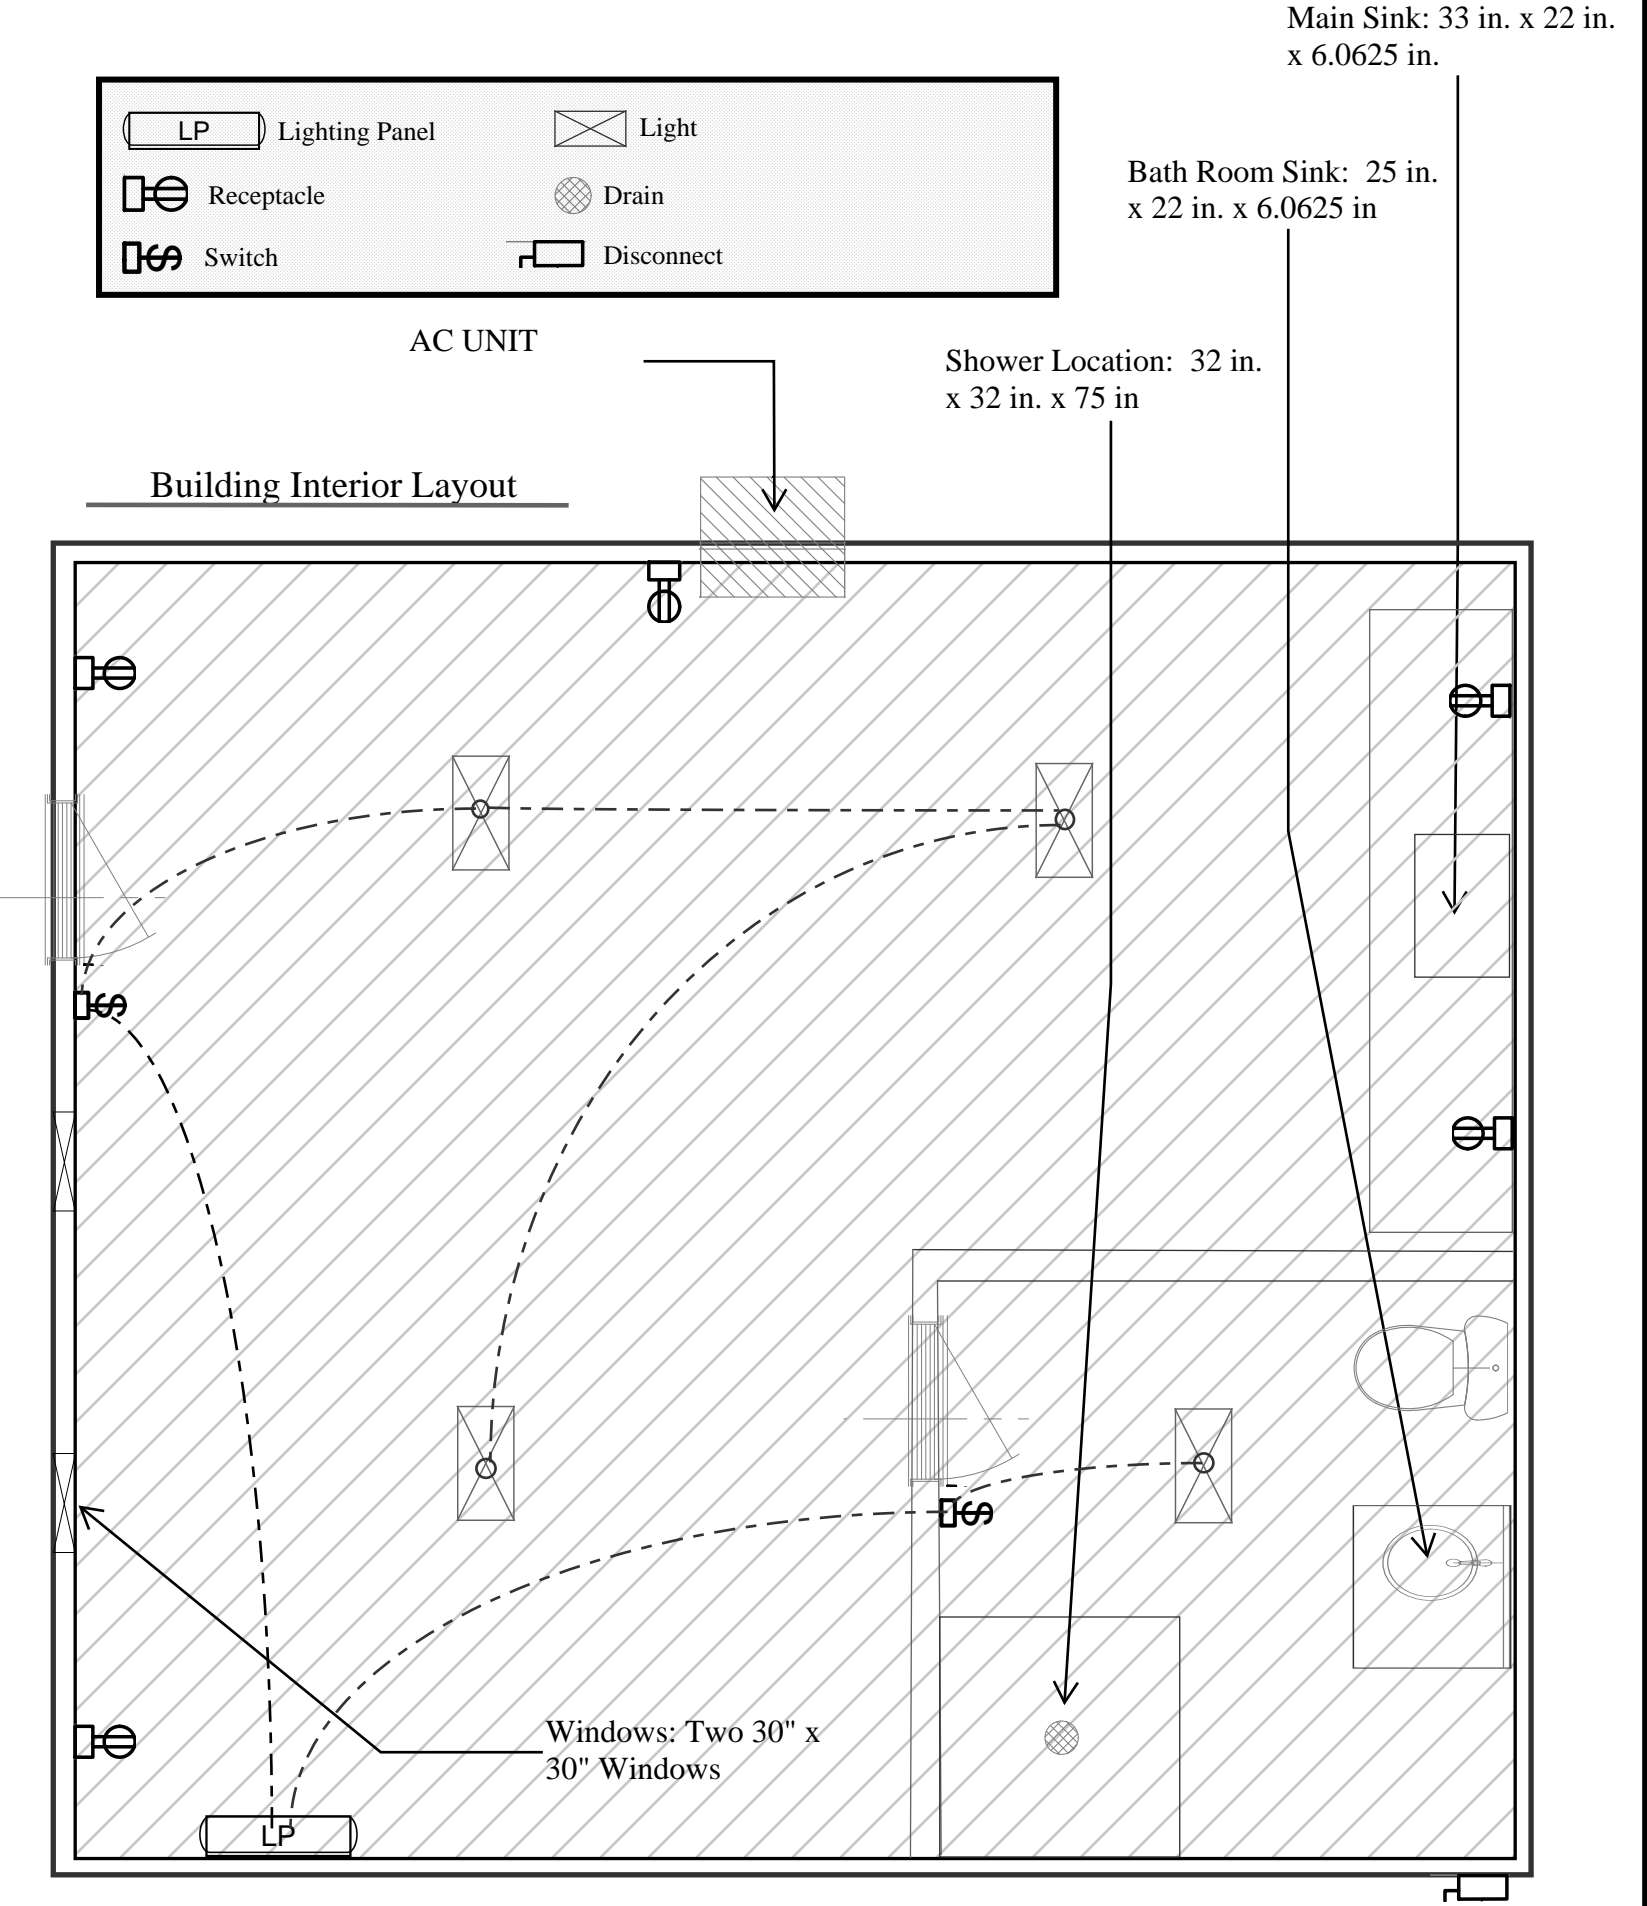 Main Sink: 33 in. x 22 in.
x 6.0625 in.
LP
Lighting Panel
Light
Bath Room Sink:  25 in.
x 22 in. x 6.0625 in
Receptacle
Drain
Switch
Disconnect
AC UNIT
Shower Location:  32 in.
x 32 in. x 75 in
Building Interior Layout
S
S
Windows: Two 30" x
30" Windows
LP